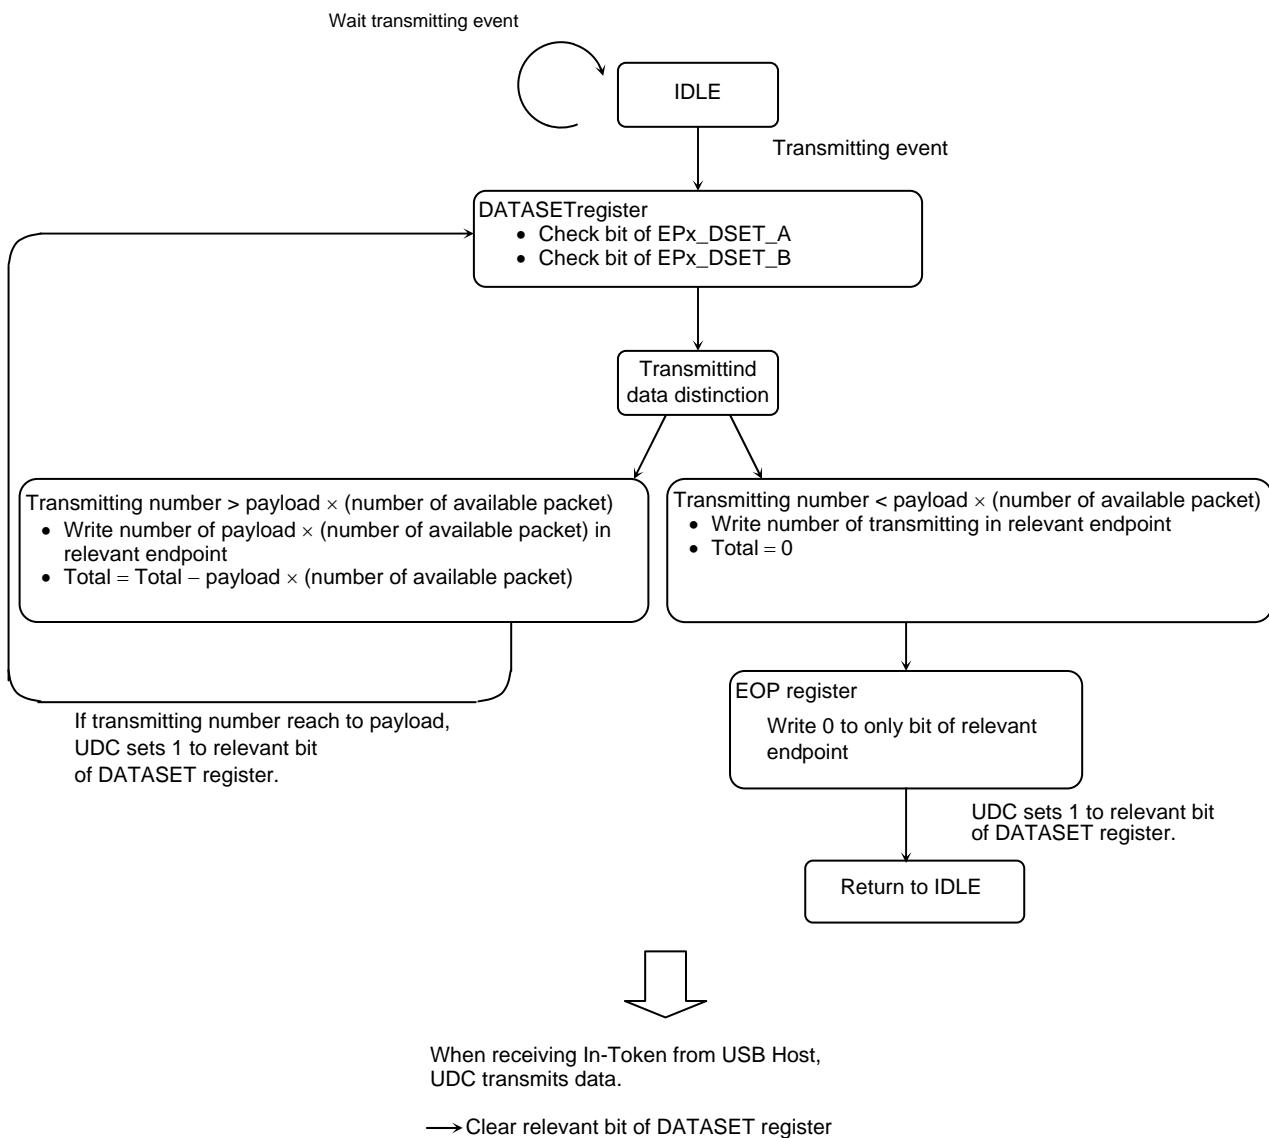 Wait transmitting event
IDLE
Transmitting event
DATASETregister
• Check bit of EPx_DSET_A
• Check bit of EPx_DSET_B
Transmittind
data distinction
Transmitting number > payload × (number of available packet)
• Write number of payload × (number of available packet) in
relevant endpoint
• Total = Total − payload × (number of available packet)
Transmitting number < payload × (number of available packet)
• Write number of transmitting in relevant endpoint
• Total = 0
If transmitting number reach to payload,
UDC sets 1 to relevant bit
of DATASET register.
EOP register
Write 0 to only bit of relevant
endpoint
UDC sets 1 to relevant bit
of DATASET register.
Return to IDLE
When receiving In-Token from USB Host,
UDC transmits data.
Clear relevant bit of DATASET register